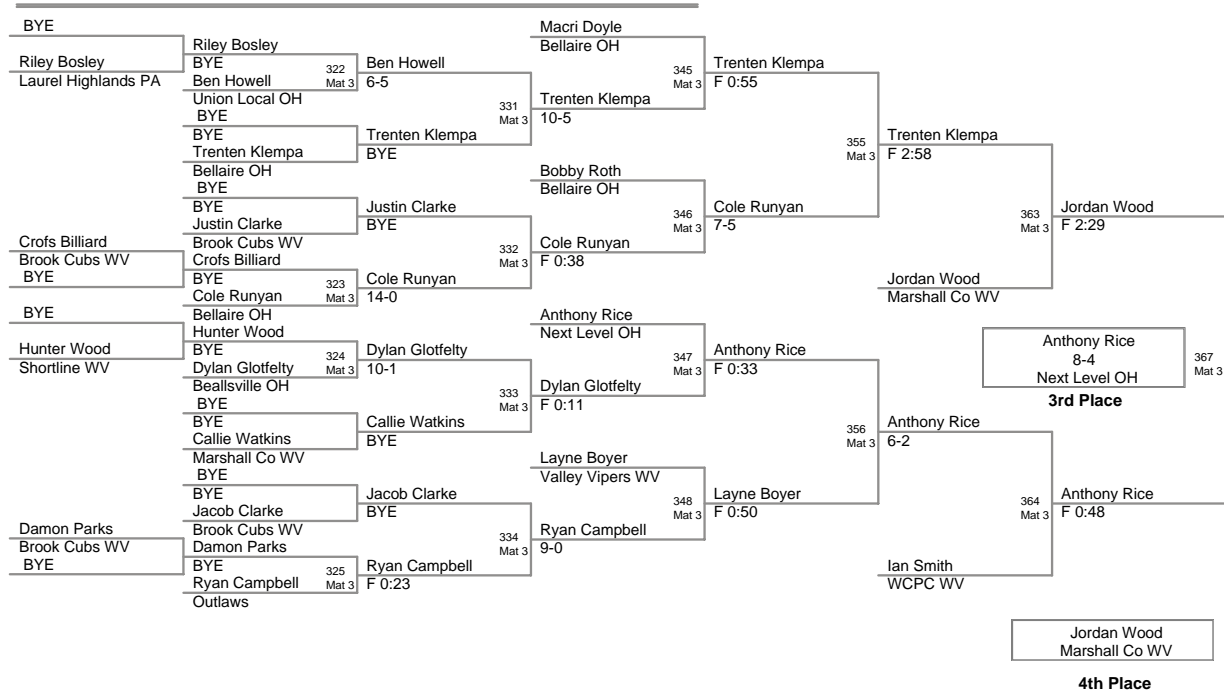 BYE
Riley Bosley
Laurel Highlands PA
Crofs Billiard
Brook Cubs WV
BYE
BYE
Hunter Wood
Shortline WV
Damon Parks
Brook Cubs WV
BYE
Riley Bosley
BYE
322
Mat 3
Ben Howell
Union Local OH
BYE
BYE
Trenten Klempa
Bellaire OH
BYE
BYE
Justin Clarke
Brook Cubs WV
Crofs Billiard
BYE
323
Mat 3
Cole Runyan
Bellaire OH
Hunter Wood
BYE
324
Mat 3
Dylan Glotfelty
Beallsville OH
BYE
BYE
Callie Watkins
Marshall Co WV
BYE
BYE
Jacob Clarke
Brook Cubs WV
Damon Parks
BYE
325
Mat 3
Ryan Campbell
Outlaws
Ben Howell
6-5
331
Mat 3
Trenten Klempa
BYE
Justin Clarke
BYE
332
Mat 3
Cole Runyan
14-0
Dylan Glotfelty
10-1
333
Mat 3
Callie Watkins
BYE
Jacob Clarke
BYE
334
Mat 3
Ryan Campbell
F 0:23
Macri Doyle
Bellaire OH
345
Mat 3
Trenten Klempa
10-5
Bobby Roth
Bellaire OH
346
Mat 3
Cole Runyan
F 0:38
Anthony Rice
Next Level OH
347
Mat 3
Dylan Glotfelty
F 0:11
Layne Boyer
Valley Vipers WV
348
Mat 3
Ryan Campbell
9-0
Trenten Klempa
F 0:55
355
Mat 3
Cole Runyan
7-5
Anthony Rice
F 0:33
356
Mat 3
Layne Boyer
F 0:50
Trenten Klempa
F 2:58
363
Mat 3
Jordan Wood
Marshall Co WV
Anthony Rice
6-2
364
Mat 3
Ian Smith
WCPC WV
Jordan Wood
F 2:29
Anthony Rice
8-4
Next Level OH
367
Mat 3
3rd Place
Anthony Rice
F 0:48
Jordan Wood
Marshall Co WV
4th Place